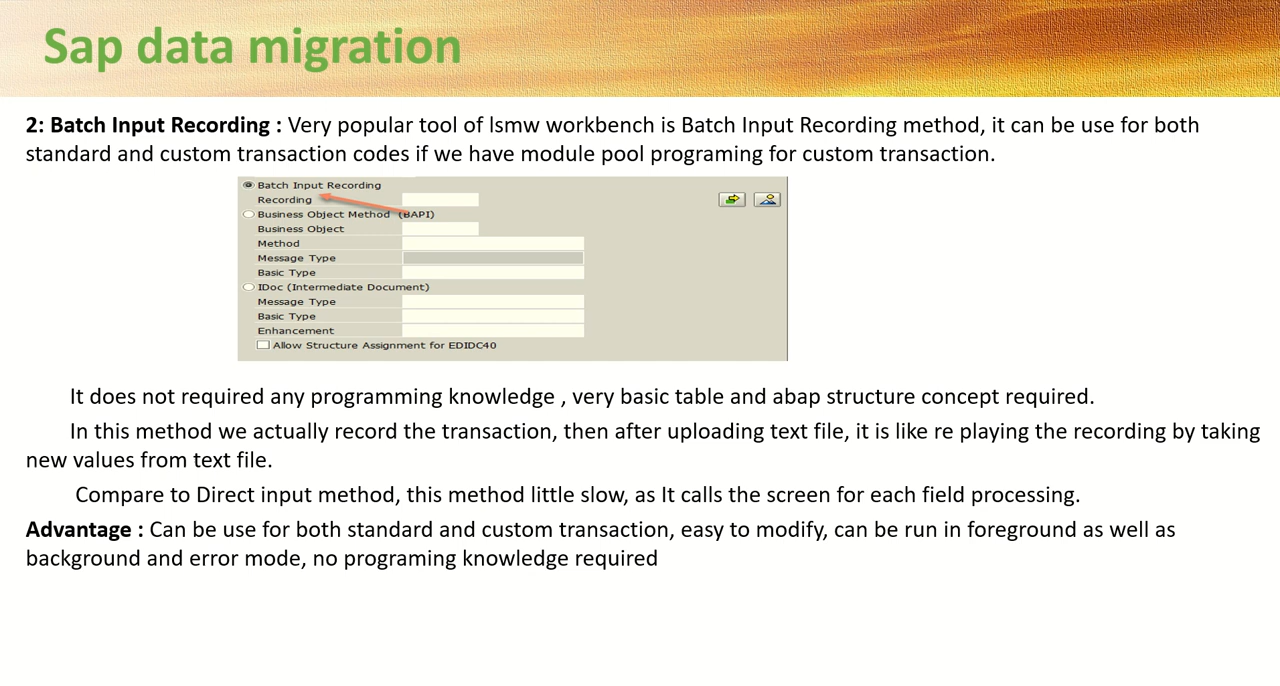 Sap data migration
2: Batch Input Recording : Very popular tool of lsmw workbench is Batch Input Recording method, it can be use for both
standard and custom transaction codes if we have module pool programing for custom transaction.
Batch Input Recording
Recording
Business Object Method (BAPI)
Business Object
Method
Message Type
Basic Type
IDoc (Intermediate Document)
Message Type
Basic Type
Enhancement
Allow Structure Assignment for EDIDC40
It does not required any programming knowledge , very basic table and abap structure concept required.
In this method we actually record the transaction, then after uploading text file, it is like re playing the recording by taking
new values from text file.
Compare to Direct input method, this method little slow, as It calls the screen for each field processing.
Advantage : Can be use for both standard and custom transaction, easy to modify, can be run in foreground as well as
background and error mode, no programing knowledge required